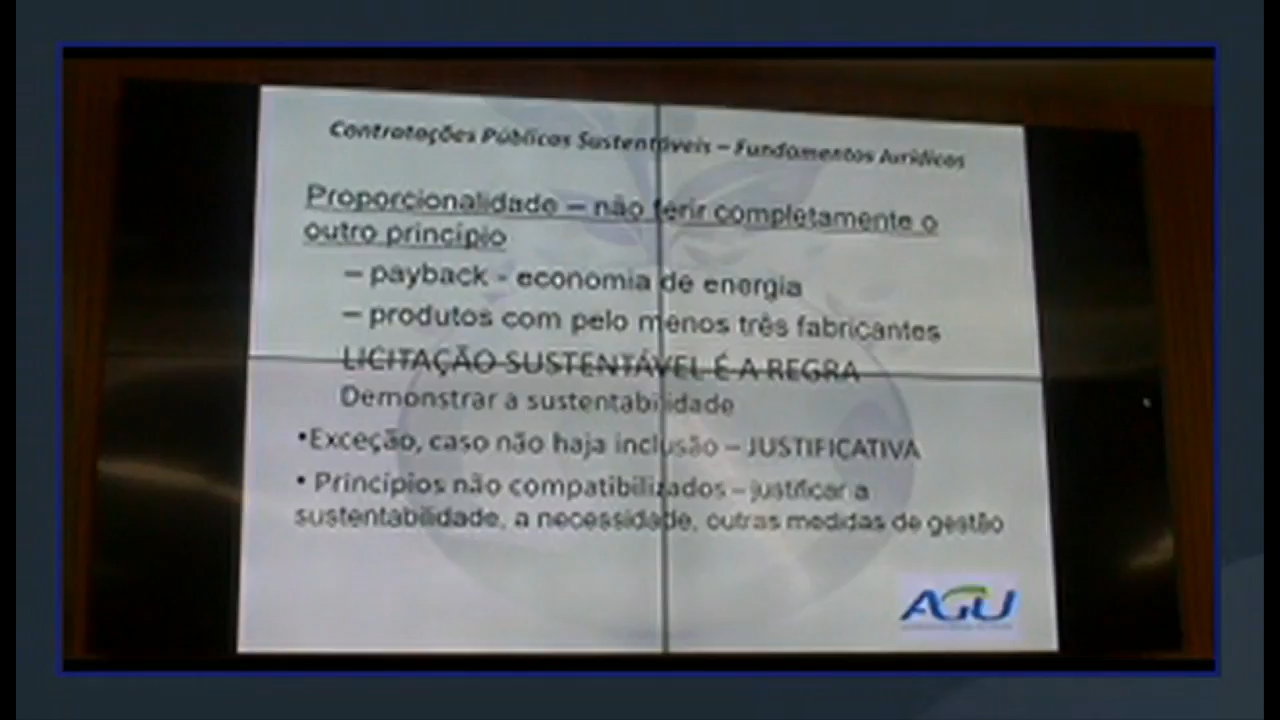 Contratações Públicas Sustentáveis – Fundamentos Jurídicos
Proporcionalidade – não ferir completamente o
outro princípio
– payback - economia de energia
– produtos com pelo menos três fabricantes
LICITAÇÃO SUSTENTÁVEL É A REGRA
Demonstrar a sustentabilidade
•Exceção, caso não haja inclusão – JUSTIFICATIVA
• Princípios não compatibilizados – justificar a
sustentabilidade, a necessidade, outras medidas de gestão
AGU